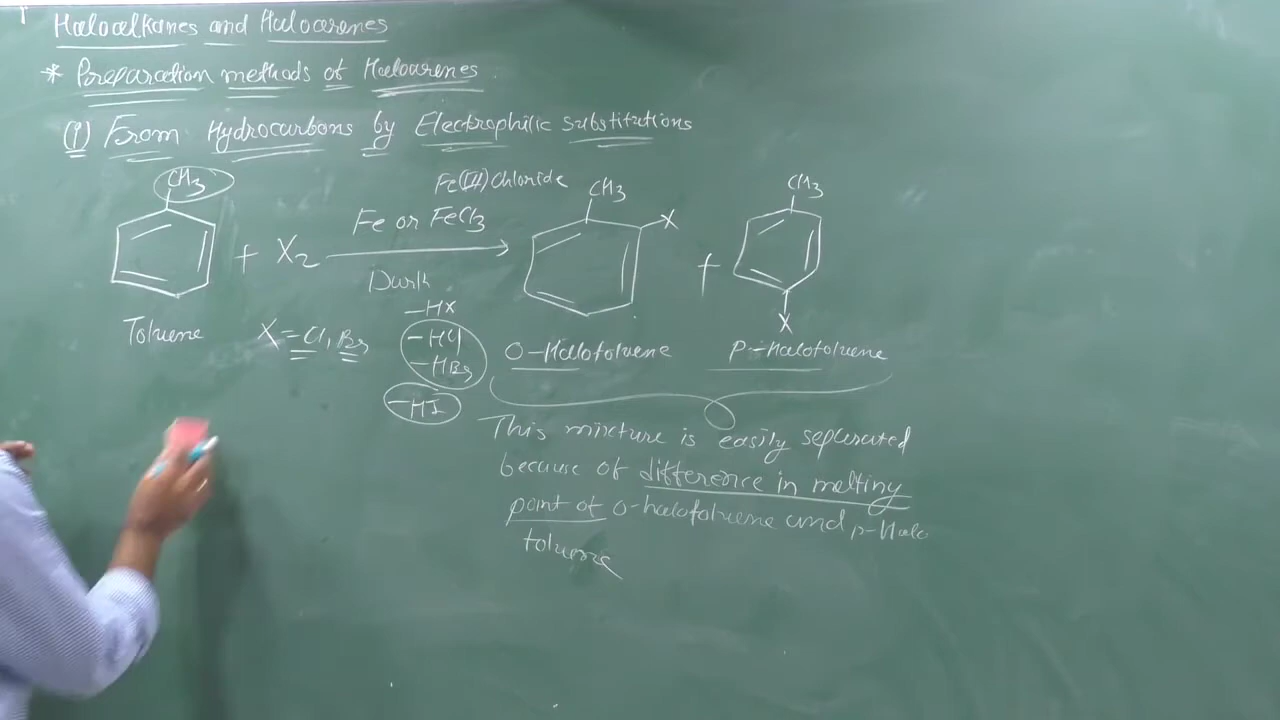 Haloalkanes and Haloarenes
* Preparation methods of Haloarenes.
(1) From Hydrocarbons by Electrophilic Substitutions
CH3
Fe(III) Chloride
CH3
CH3
+ X2
Fe or FeCl3
X
+
Dark
-HX
X
Toluene
X = Cl, Br
-HCl
-HBr
-HI
O-Halotoluene
P-Halotoluene
This mixture is easily seperated
because of difference in melting
point of O-halotoluene and p-Halo
toluene